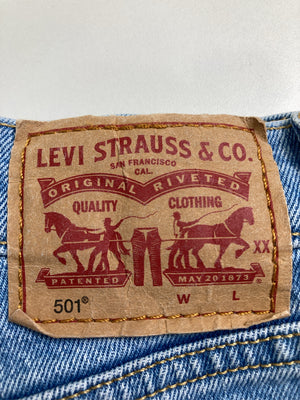 LEVI STRAUSS & CO.
SAN FRANCISCO
CAL.
ORIGINAL RIVETED
QUALITY CLOTHING
XX
PATENTED MAY 20 1873
501® W L